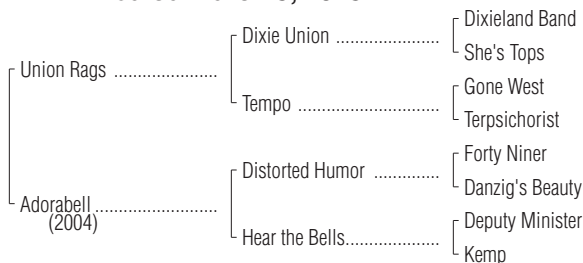 Dixieland Band
Dixie Union ....................
She's Tops
Union Rags .....................
Gone West
Tempo ............................
Terpsichorist
Forty Niner
Distorted Humor .............
Danzig's Beauty
Adorabell .........................
(2004)
Deputy Minister
Hear the Bells...................
Kemp